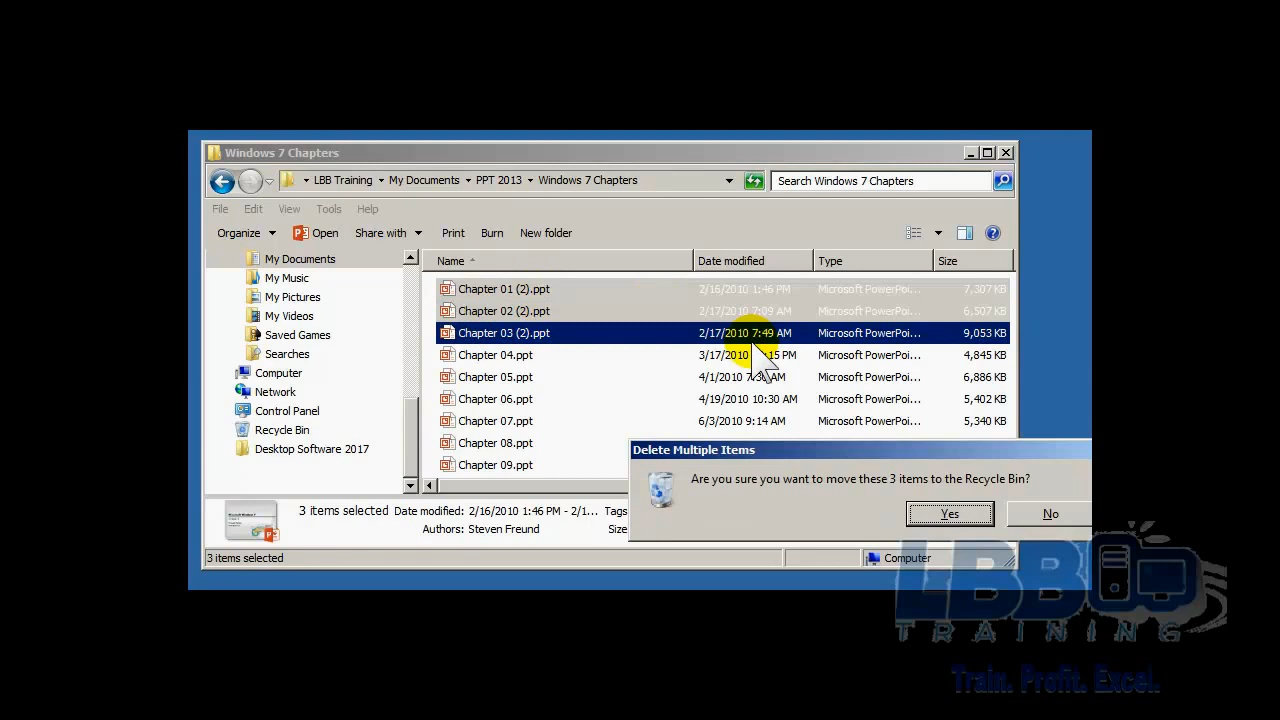 Windows 7 Chapters
LBB Training My Documents PPT 2013 Windows 7 Chapters Search Windows 7 Chapters
File Edit View Tools Help
Organize Open Share with Print Burn New folder
My Documents
My Music
My Pictures
My Videos
Saved Games
Searches
Computer
Network
Control Panel
Recycle Bin
Desktop Software 2017
Name Date modified Type Size
Chapter 01 (2).ppt 2/16/2010 1:46 PM Microsoft PowerPoi... 7,307 KB
Chapter 02 (2).ppt 2/17/2010 7:09 AM Microsoft PowerPoi... 6,507 KB
Chapter 03 (2).ppt 2/17/2010 7:49 AM Microsoft PowerPoi... 9,053 KB
Chapter 04.ppt 3/17/2010 PM Microsoft PowerPoi... 4,845 KB
Chapter 05.ppt 4/1/2010 AM Microsoft PowerPoi... 6,886 KB
Chapter 06.ppt 4/19/2010 10:30 AM Microsoft PowerPoi... 5,402 KB
Chapter 07.ppt 6/3/2010 9:14 AM Microsoft PowerPoi... 5,340 KB
Chapter 08.ppt
Chapter 09.ppt
Delete Multiple Items
Are you sure you want to move these 3 items to the Recycle Bin?
Yes No
3 items selected Date modified: 2/16/2010 1:46 PM - 2/1... Tags
Authors: Steven Freund Size
3 items selected Computer
LBB
TRAINING
Train. Profit. Excel.